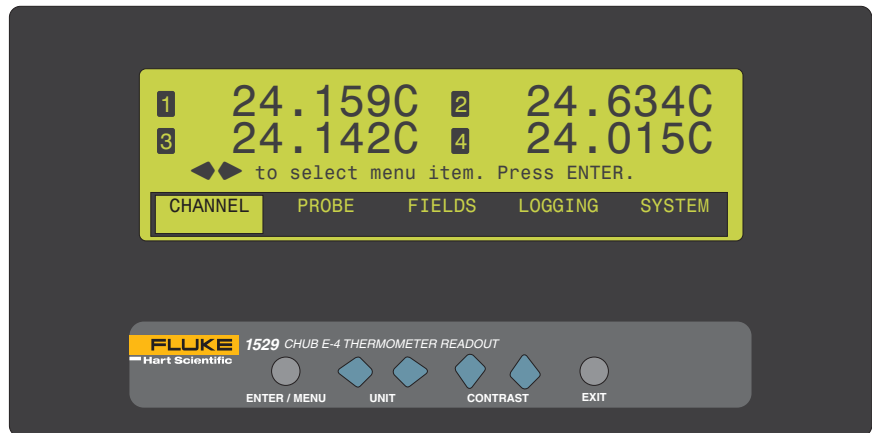 1 24.159C 2 24.634C
3 24.142C 4 24.015C
to select menu item. Press ENTER.
CHANNEL PROBE FIELDS LOGGING SYSTEM
FLUKE 1529 CHUB E-4 THERMOMETER READOUT
Hart Scientific
ENTER / MENU UNIT CONTRAST EXIT